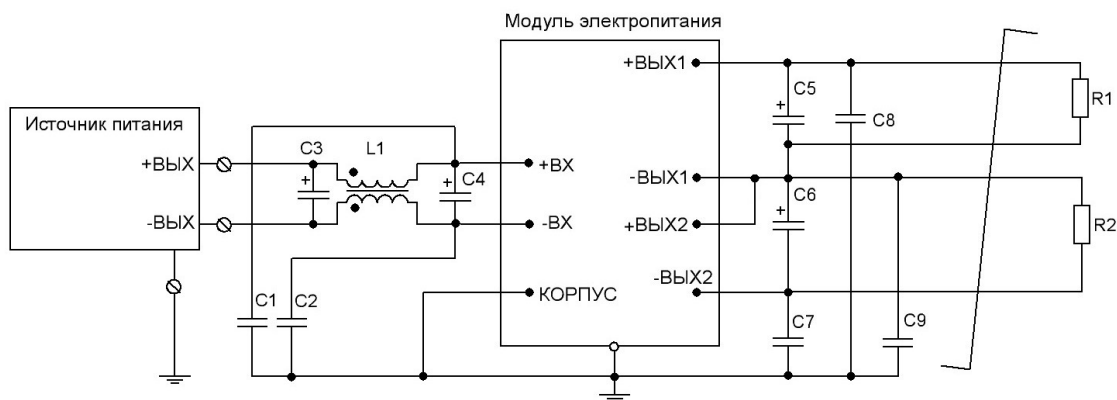 Модуль электропитания
Источник питания
+ВЫХ
-ВЫХ
C3
+
L1
C4
+
C1
C2
+ВХ
-ВХ
КОРПУС
+ВЫХ1
-ВЫХ1
+ВЫХ2
-ВЫХ2
C5
+
C8
R1
C6
+
R2
C7
C9